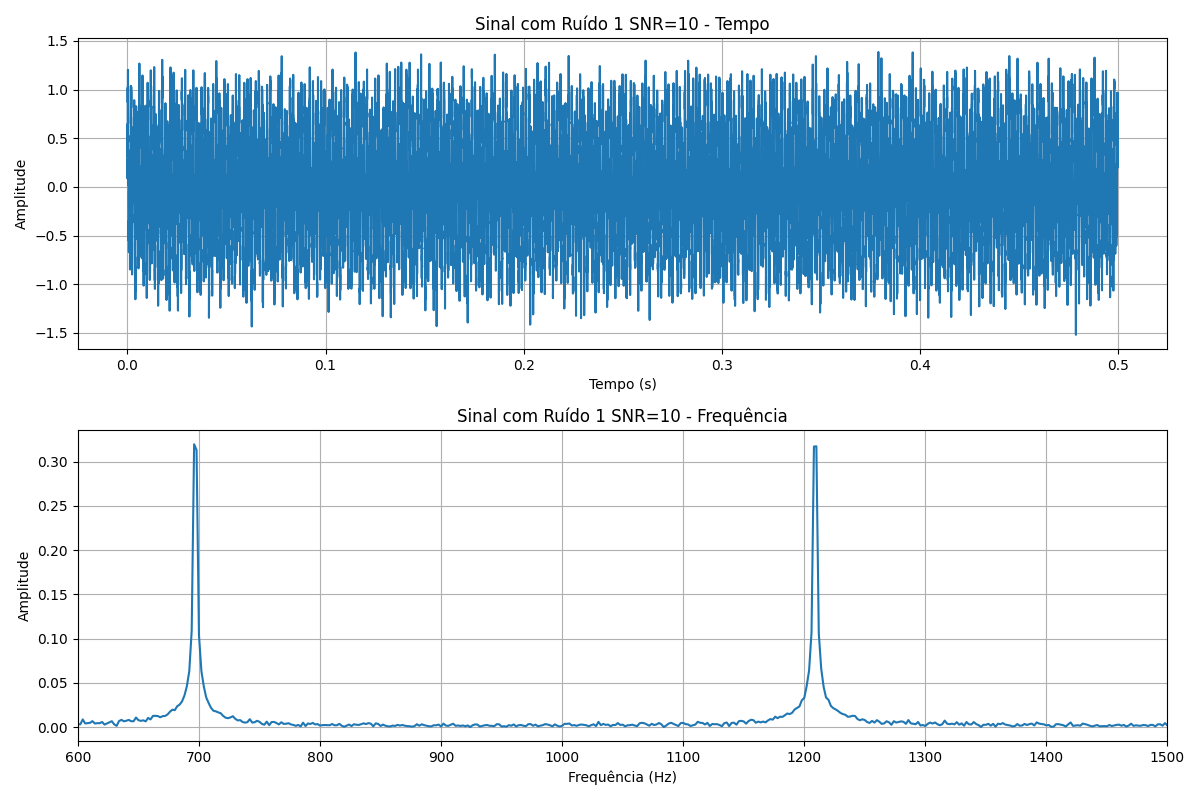 Sinal com Ruído 1 SNR=10 - Tempo
1.5
1.0
0.5
0.0
−0.5
−1.0
−1.5
Amplitude
0.0 0.1 0.2 0.3 0.4 0.5
Tempo (s)
Sinal com Ruído 1 SNR=10 - Frequência
0.30
0.25
0.20
0.15
0.10
0.05
0.00
Amplitude
600 700 800 900 1000 1100 1200 1300 1400 1500
Frequência (Hz)